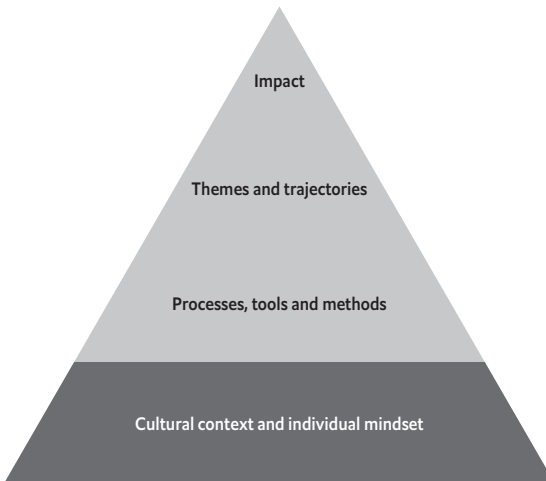 Impact
Themes and trajectories
Processes, tools and methods
Cultural context and individual mindset